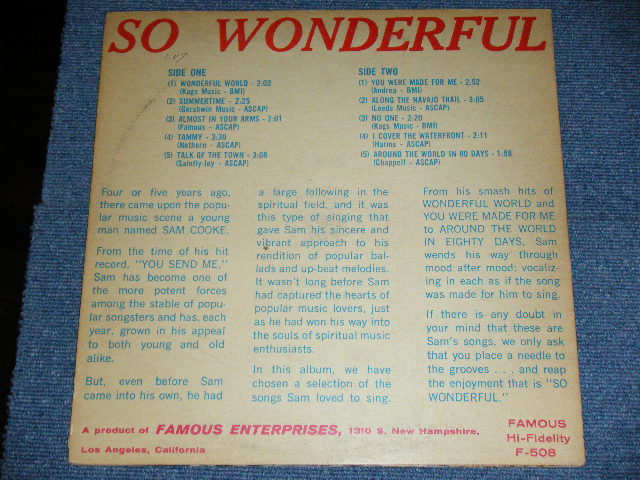 SO WONDERFUL
SIDE ONE
(1) WONDERFUL WORLD - 2:02
(Kags Music - BMI)
(2) SUMMERTIME - 2:25
(Gershwin Music - ASCAP)
(3) ALMOST IN YOUR ARMS - 2:01
(Famous - ASCAP)
(4) TAMMY - 3:30
(Nothern - ASCAP)
(5) TALK OF THE TOWN - 3:08
(Saintly Joy - ASCAP)
SIDE TWO
(1) YOU WERE MADE FOR ME - 2:52
(Andrea - BMI)
(2) ALONG THE NAVAJO TRAIL - 3:05
(Leeds Music - ASCAP)
(3) NO ONE - 2:20
(Kags Music - BMI)
(4) I COVER THE WATERFRONT - 2:11
(Harms - ASCAP)
(5) AROUND THE WORLD IN 80 DAYS - 1:58
(Chappell - ASCAP)
Four or five years ago,
there came upon the popu-
lar music scene a young
man named SAM COOKE.
From the time of his hit
record, "YOU SEND ME,"
Sam has become one of
the more potent forces
among the stable of popu-
lar songsters and has, each
year, grown in his appeal
to both young and old
alike.
But, even before Sam
came into his own, he had
a large following in the
spiritual field, and it was
this type of singing that
gave Sam his sincere and
vibrant approach to his
rendition of popular bal-
lads and up-beat melodies.
It wasn't long before Sam
had captured the hearts of
popular music lovers, just
as he had won his way into
the souls of spiritual music
enthusiasts.
In this album, we have
chosen a selection of the
songs Sam loved to sing.
From his smash hits of
WONDERFUL WORLD and
YOU WERE MADE FOR ME
to AROUND THE WORLD
IN EIGHTY DAYS, Sam
wends his way through
mood after mood; vocaliz-
ing in each as if the song
was made for him to sing.
If there is any doubt in
your mind that these are
Sam's songs, we only ask
that you place a needle to
the grooves . . . and reap
the enjoyment that is "SO
WONDERFUL."
A product of FAMOUS ENTERPRISES, 1310 S. New Hampshire,
Los Angeles, California
FAMOUS
Hi-Fidelity
F-508